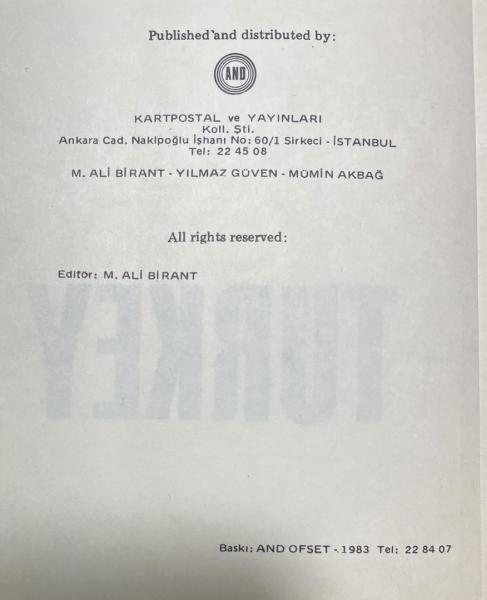 Published and distributed by:
AND
KARTPOSTAL ve YAYINLARI
Koll. Şti.
Ankara Cad. Nakipoğlu İşhanı No: 60/1 Sirkeci - İSTANBUL
Tel: 22 45 08
M. ALİ BİRANT - YILMAZ GÜVEN - MÜMİN AKBAĞ
All rights reserved:
Editör: M. ALİ BİRANT
TURKEY
Baskı: AND OFSET - 1983 Tel: 22 84 07